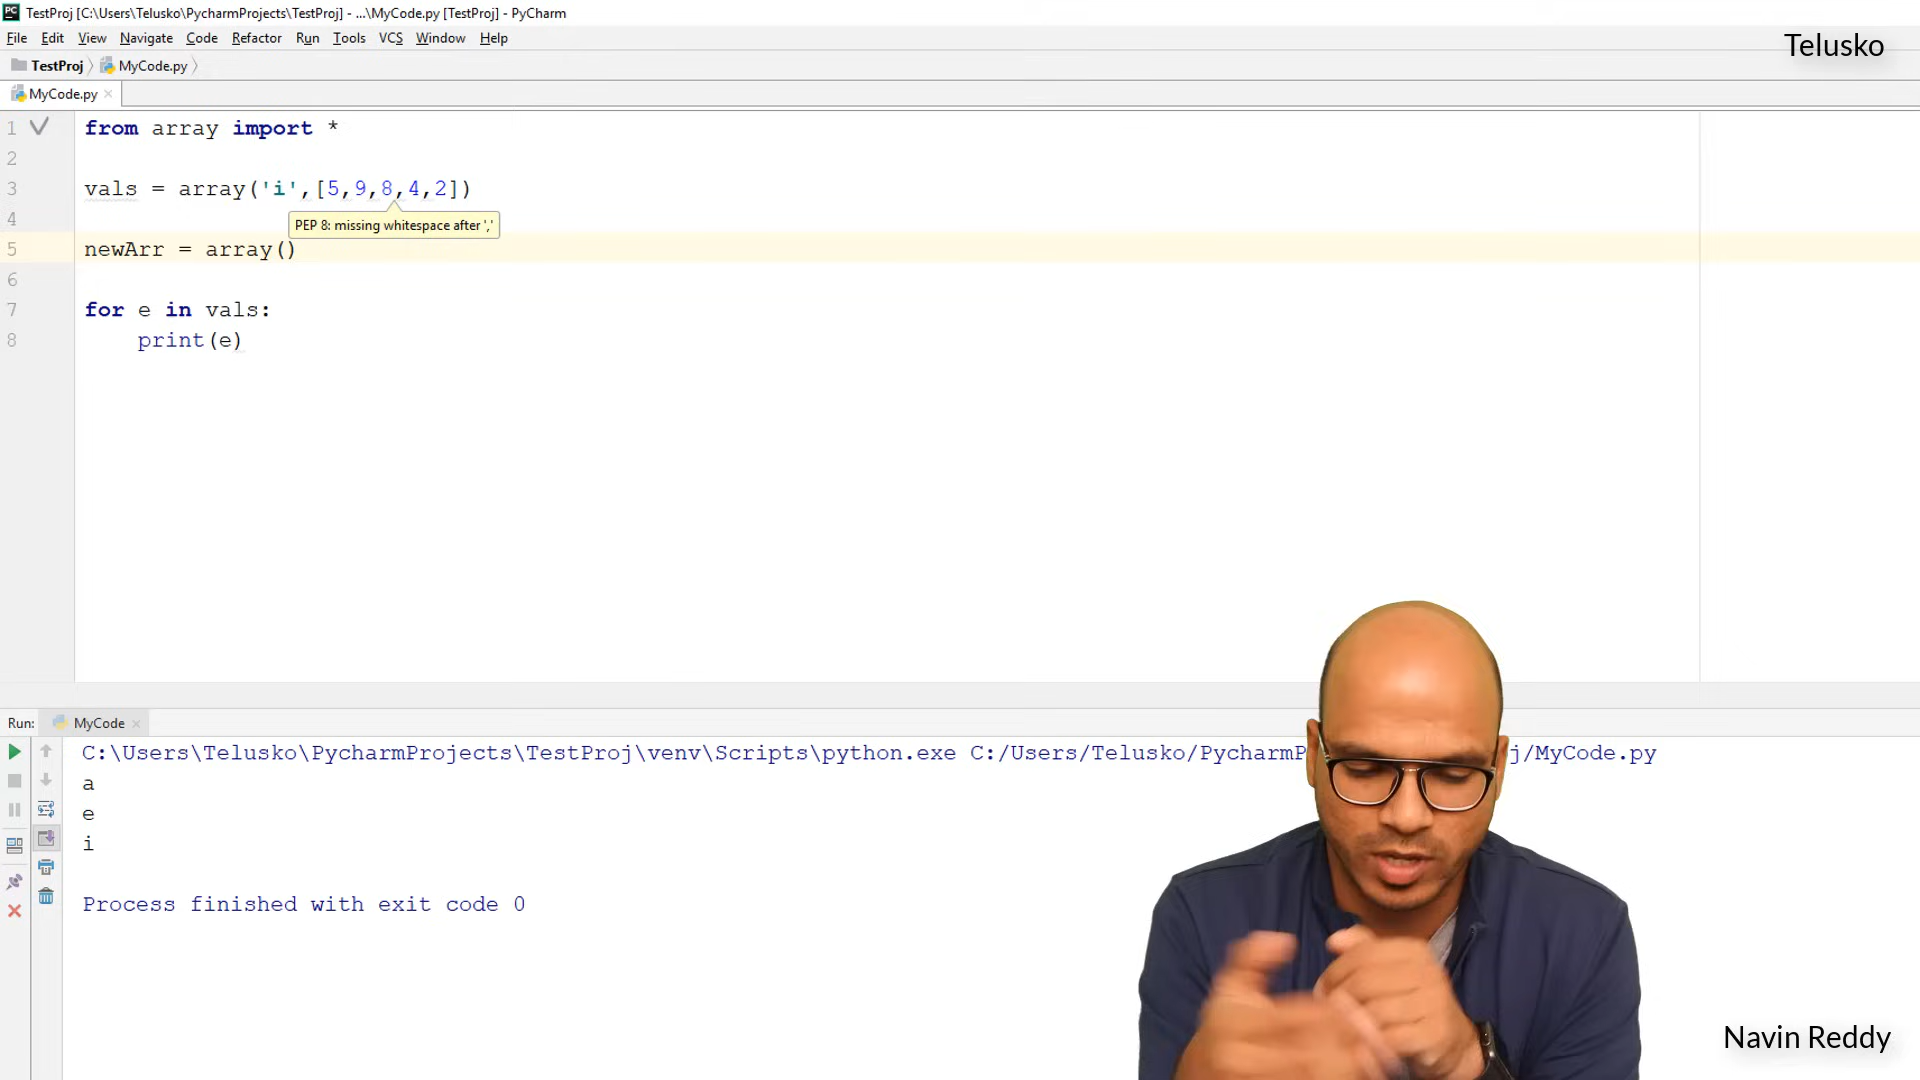 TestProj [C:\Users\Telusko\PycharmProjects\TestProj] - ...\MyCode.py [TestProj] - PyCharm
File Edit View Navigate Code Refactor Run Tools VCS Window Help
Telusko
TestProj MyCode.py
MyCode.py
1 from array import *
2
3 vals = array('i',[5,9,8,4,2])
4
PEP 8: missing whitespace after ','
5 newArr = array()
6
7 for e in vals:
8 print(e)
Run: MyCode
C:\Users\Telusko\PycharmProjects\TestProj\venv\Scripts\python.exe C:/Users/Telusko/PycharmP j/MyCode.py
a
e
i
Process finished with exit code 0
Navin Reddy